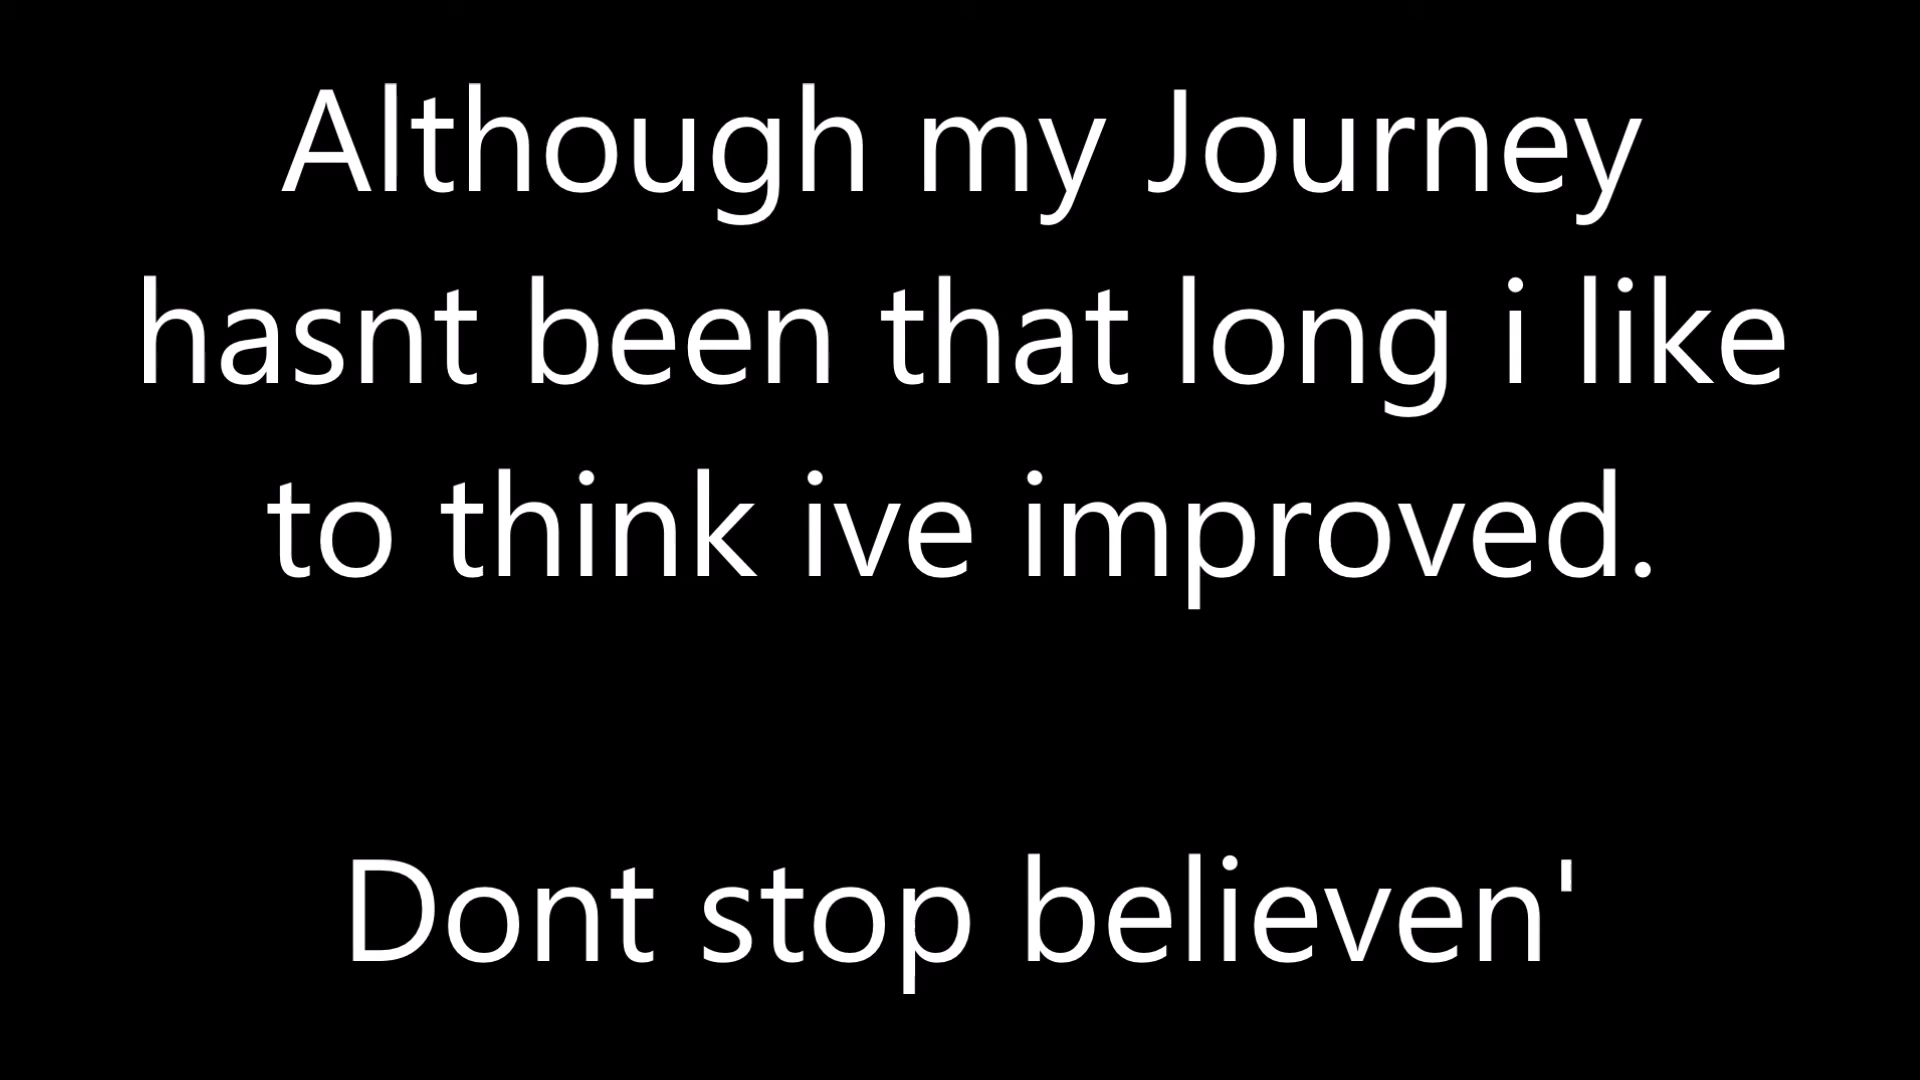 Although my Journey
hasnt been that long i like
to think ive improved.
Dont stop believen'